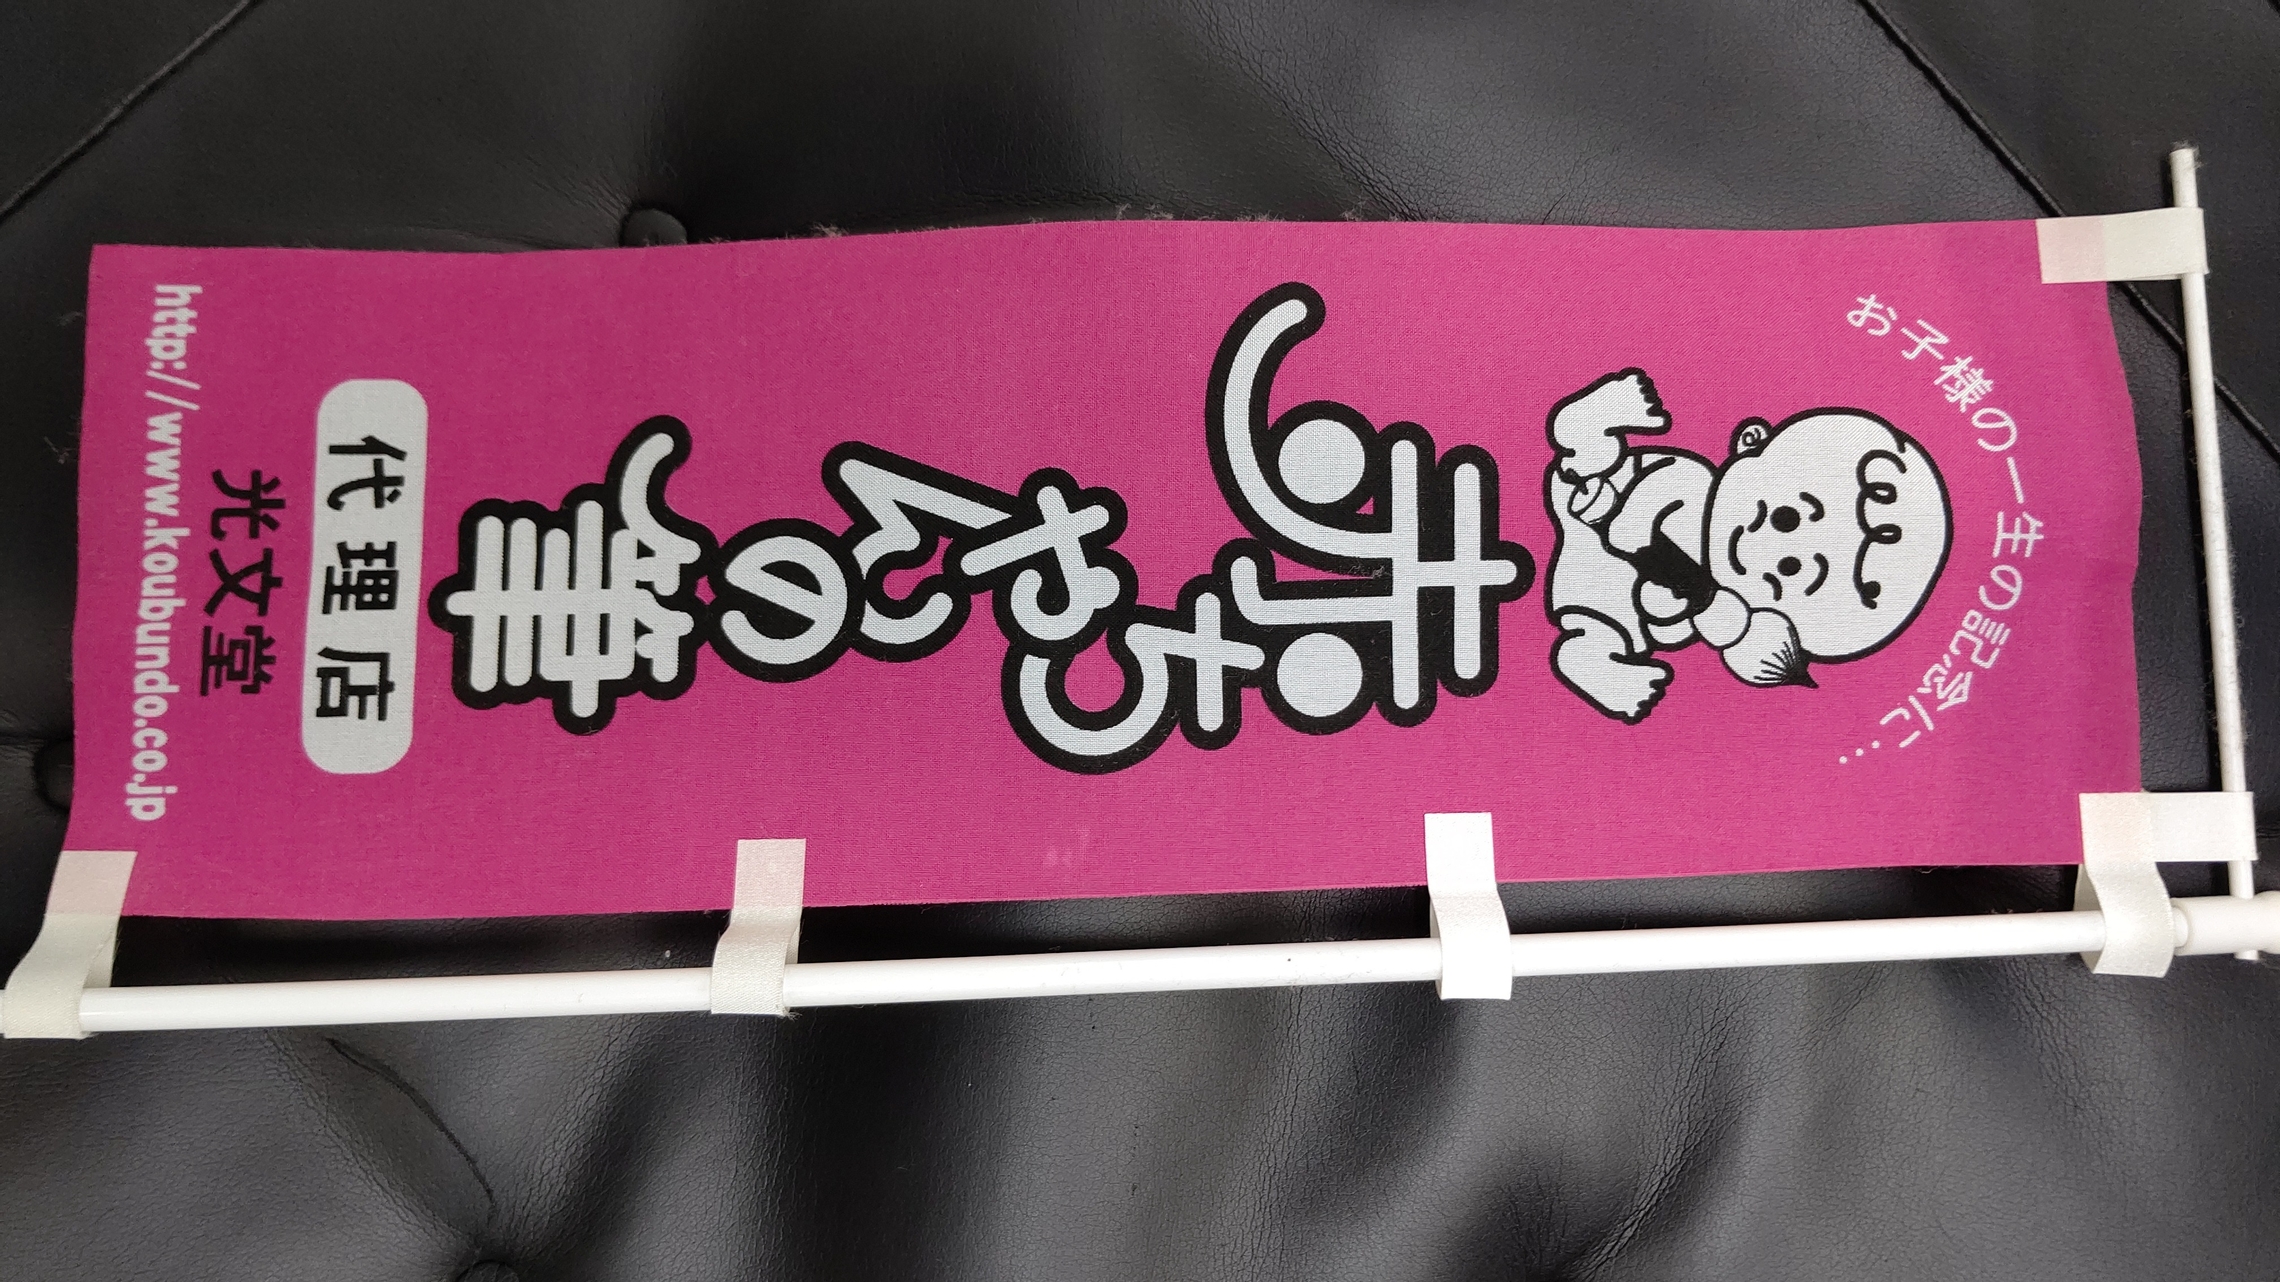 お子様の一生の記念に…
赤ちゃんの筆
代理店
光文堂
http://www.koubundo.co.jp